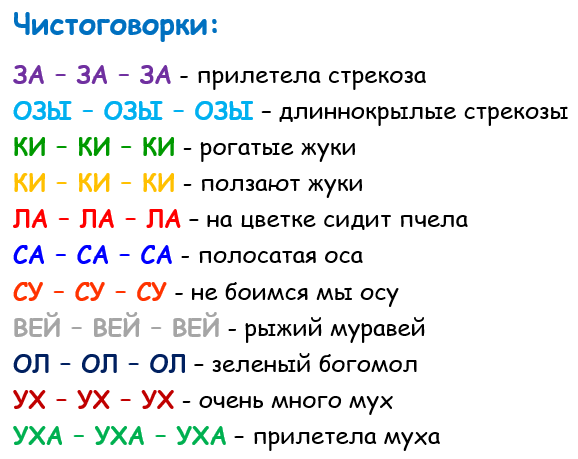 Чистоговорки:
ЗА – ЗА – ЗА - прилетела стрекоза
ОЗЫ – ОЗЫ – ОЗЫ – длиннокрылые стрекозы
КИ – КИ – КИ - рогатые жуки
КИ – КИ – КИ - ползают жуки
ЛА – ЛА – ЛА – на цветке сидит пчела
СА – СА – СА - полосатая оса
СУ – СУ – СУ - не боимся мы осу
ВЕЙ – ВЕЙ – ВЕЙ - рыжий муравей
ОЛ – ОЛ – ОЛ – зеленый богомол
УХ – УХ – УХ - очень много мух
УХА – УХА – УХА – прилетела муха